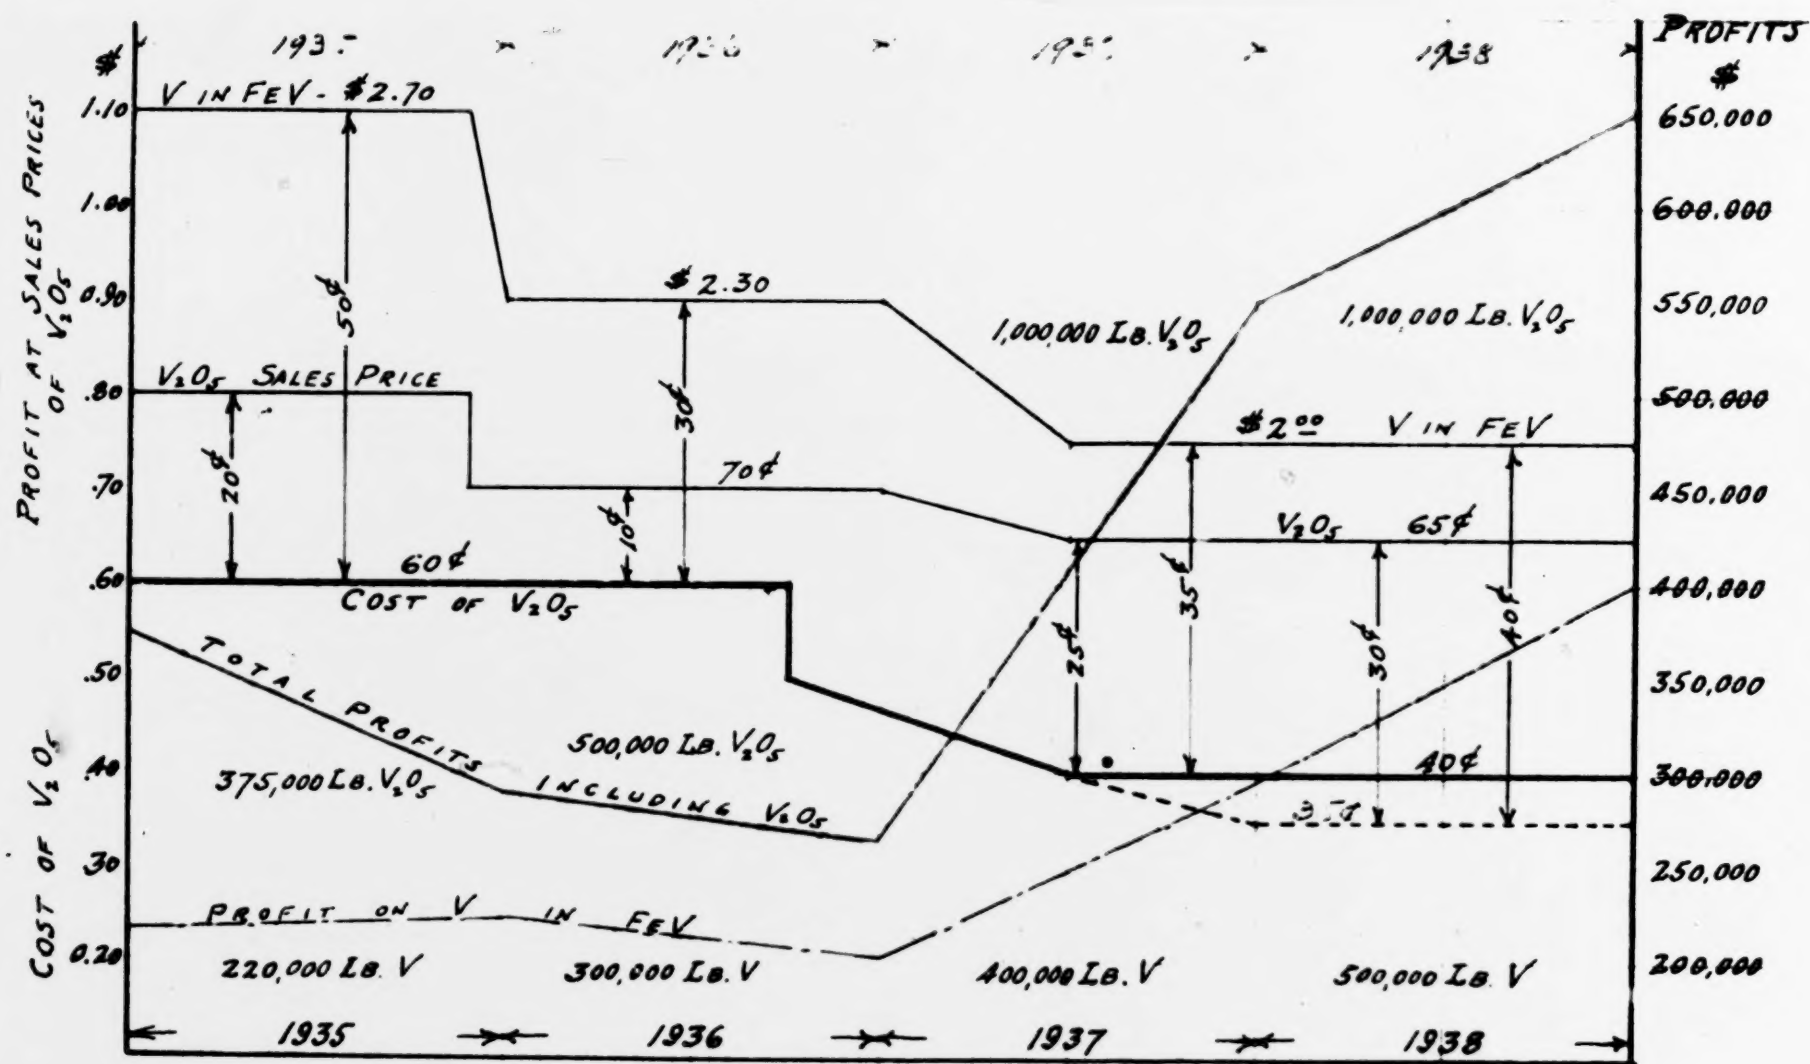 PROFITS
$
$
1938
V IN FEV - $2.70
1.10
650,000
1.00
600.000
PROFIT AT SALES PRICES
OF V₂O₅
50¢
$2.30
0.90
550,000
1,000,000 LB. V₂O₅
1,000,000 LB. V₂O₅
V₂O₅ SALES PRICE
.80
500.000
20¢
30¢
$2.00 V IN FEV
70¢
.70
450,000
10¢
V₂O₅ 65¢
60¢
.60
400,000
COST OF V₂O₅
25¢
35¢
30¢
40¢
TOTAL PROFITS INCLUDING V₂O₅
.50
350,000
375,000 LB. V₂O₅
500,000 LB. V₂O₅
.40
40¢
300.000
COST OF V₂O₅
.30
250,000
PROFIT ON V IN FEV
0.20
200,000
220,000 LB. V
300,000 LB. V
400,000 LB. V
500,000 LB. V
1935
1936
1937
1938